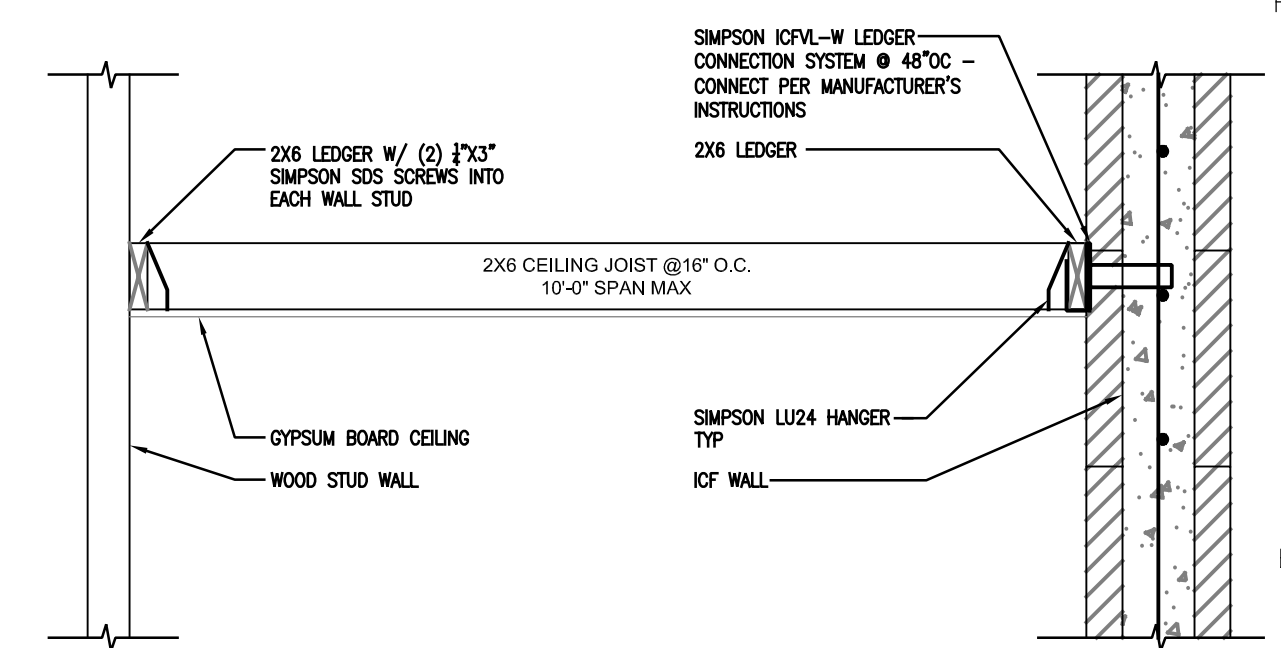 SIMPSON ICFVL-W LEDGER
CONNECTION SYSTEM @ 48"OC -
CONNECT PER MANUFACTURER'S
INSTRUCTIONS
2X6 LEDGER W/ (2) ¼"X3"
SIMPSON SDS SCREWS INTO
EACH WALL STUD
2X6 LEDGER
2X6 CEILING JOIST @16" O.C.
10'-0" SPAN MAX
SIMPSON LU24 HANGER
TYP
GYPSUM BOARD CEILING
WOOD STUD WALL
ICF WALL